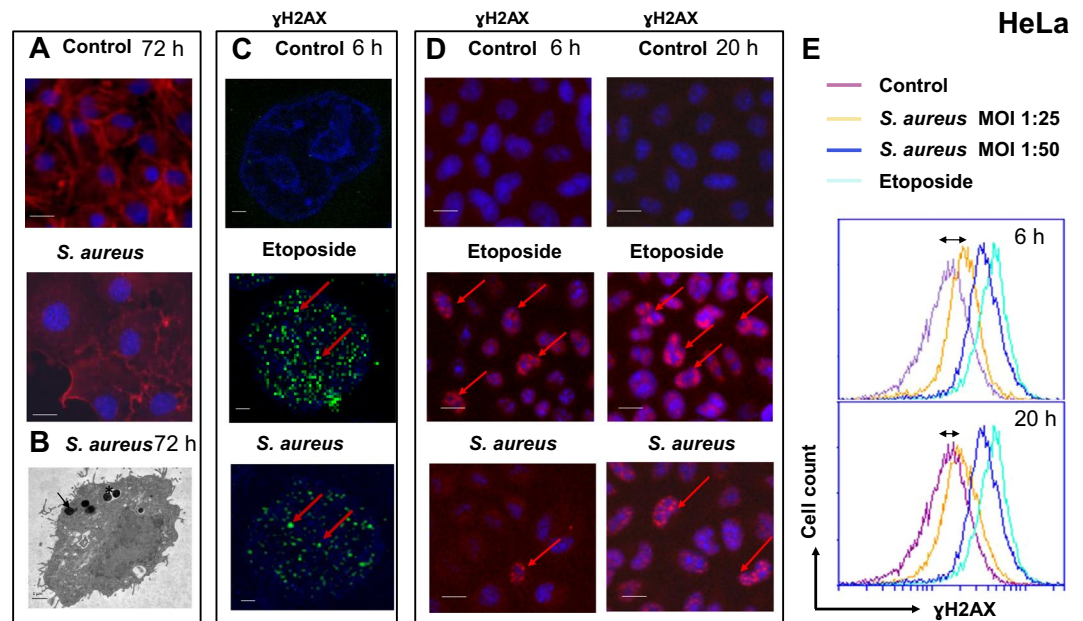 ɣH2AX
ɣH2AX
ɣH2AX
HeLa
A Control 72 h
S. aureus
B S. aureus 72 h
C Control 6 h
Etoposide
S. aureus
D Control 6 h Control 20 h
Etoposide Etoposide
S. aureus S. aureus
E
Control
S. aureus MOI 1:25
S. aureus MOI 1:50
Etoposide
6 h
20 h
Cell count
ɣH2AX